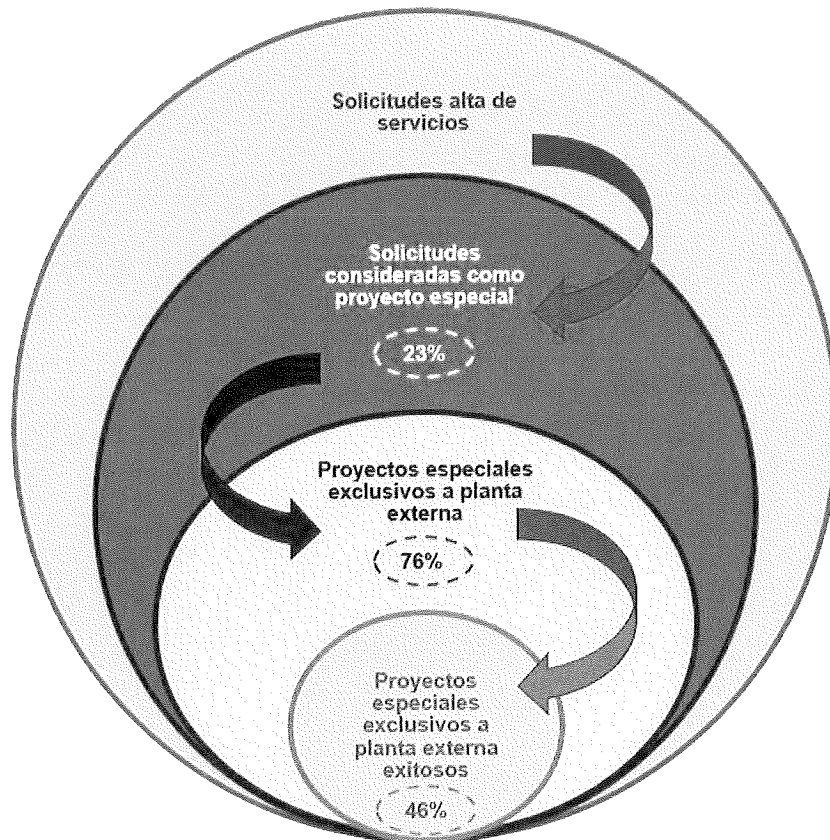 Solicitudes alta de
servicios
Solicitudes
consideradas como
proyecto especial
23%
Proyectos especiales
exclusivos a planta
externa
76%
Proyectos
especiales
exclusivos a
planta externa
exitosos
46%